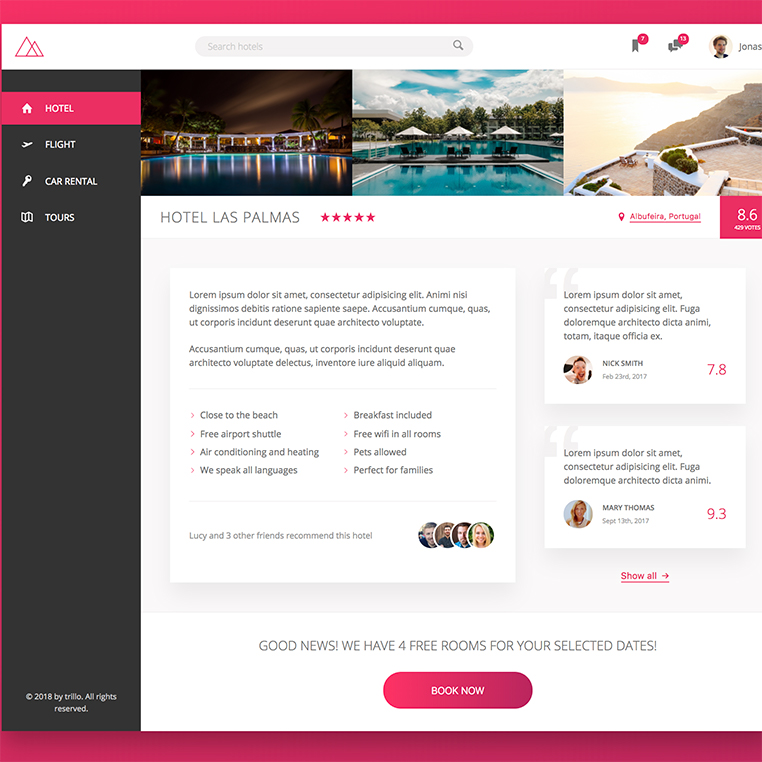 Search hotels
7
13
Jonas
HOTEL
FLIGHT
CAR RENTAL
TOURS
HOTEL LAS PALMAS
Albufeira, Portugal
8.6
429 VOTES
Lorem ipsum dolor sit amet, consectetur adipisicing elit. Animi nisi
dignissimos debitis ratione sapiente saepe. Accusantium cumque, quas,
ut corporis incidunt deserunt quae architecto voluptate.
Accusantium cumque, quas, ut corporis incidunt deserunt quae
architecto voluptate delectus, inventore iure aliquid aliquam.
Close to the beach
Free airport shuttle
Air conditioning and heating
We speak all languages
Breakfast included
Free wifi in all rooms
Pets allowed
Perfect for families
Lucy and 3 other friends recommend this hotel
Lorem ipsum dolor sit amet,
consectetur adipisicing elit. Fuga
doloremque architecto dicta animi,
totam, itaque officia ex.
NICK SMITH
Feb 23rd, 2017
7.8
Lorem ipsum dolor sit amet,
consectetur adipisicing elit. Fuga
doloremque architecto dicta animi.
MARY THOMAS
Sept 13th, 2017
9.3
Show all →
GOOD NEWS! WE HAVE 4 FREE ROOMS FOR YOUR SELECTED DATES!
BOOK NOW
© 2018 by trillo. All rights
reserved.